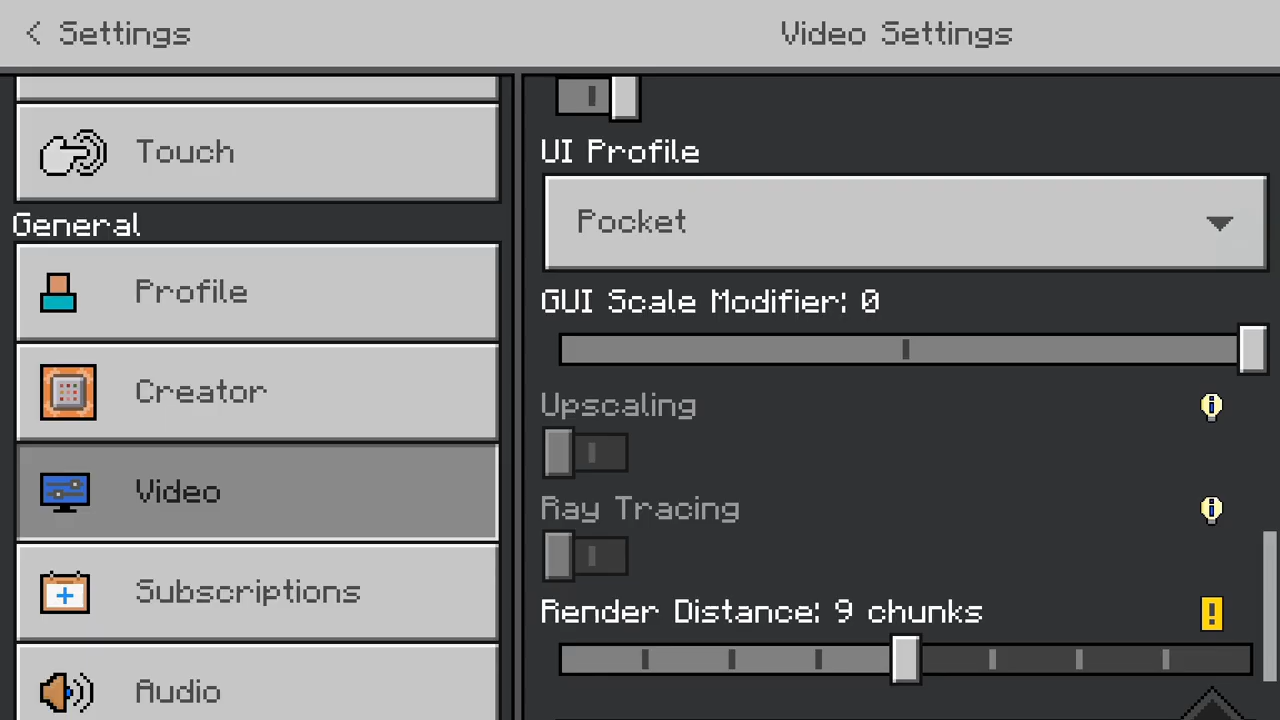 Settings
Video Settings
Touch
General
Profile
Creator
Video
Subscriptions
Audio
UI Profile
Pocket
GUI Scale Modifier: 0
Upscaling
Ray Tracing
Render Distance: 9 chunks